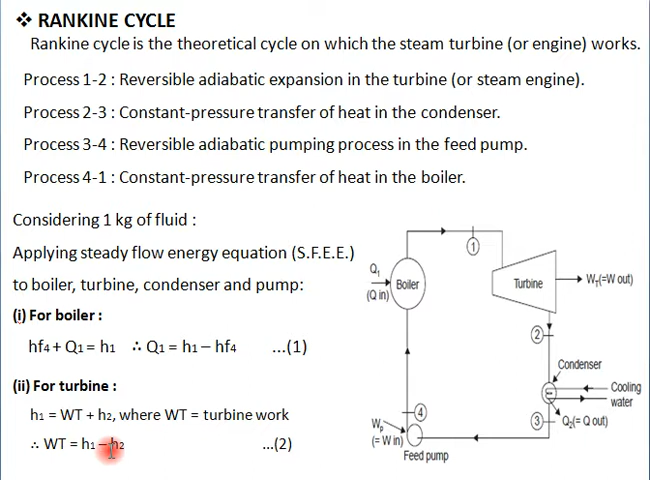 ❖ RANKINE CYCLE
Rankine cycle is the theoretical cycle on which the steam turbine (or engine) works.
Process 1-2 : Reversible adiabatic expansion in the turbine (or steam engine).
Process 2-3 : Constant-pressure transfer of heat in the condenser.
Process 3-4 : Reversible adiabatic pumping process in the feed pump.
Process 4-1 : Constant-pressure transfer of heat in the boiler.
Considering 1 kg of fluid :
Applying steady flow energy equation (S.F.E.E.)
to boiler, turbine, condenser and pump:
(i) For boiler :
hf4 + Q1 = h1 ∴ Q1 = h1 – hf4 ...(1)
(ii) For turbine :
h1 = WT + h2, where WT = turbine work
∴ WT = h1 – h2 ...(2)
1
Q1
(Q in)
Boiler
Turbine
WT(=W out)
2
Condenser
Cooling
water
4
3
Q2(= Q out)
Wp
(= W in)
Feed pump